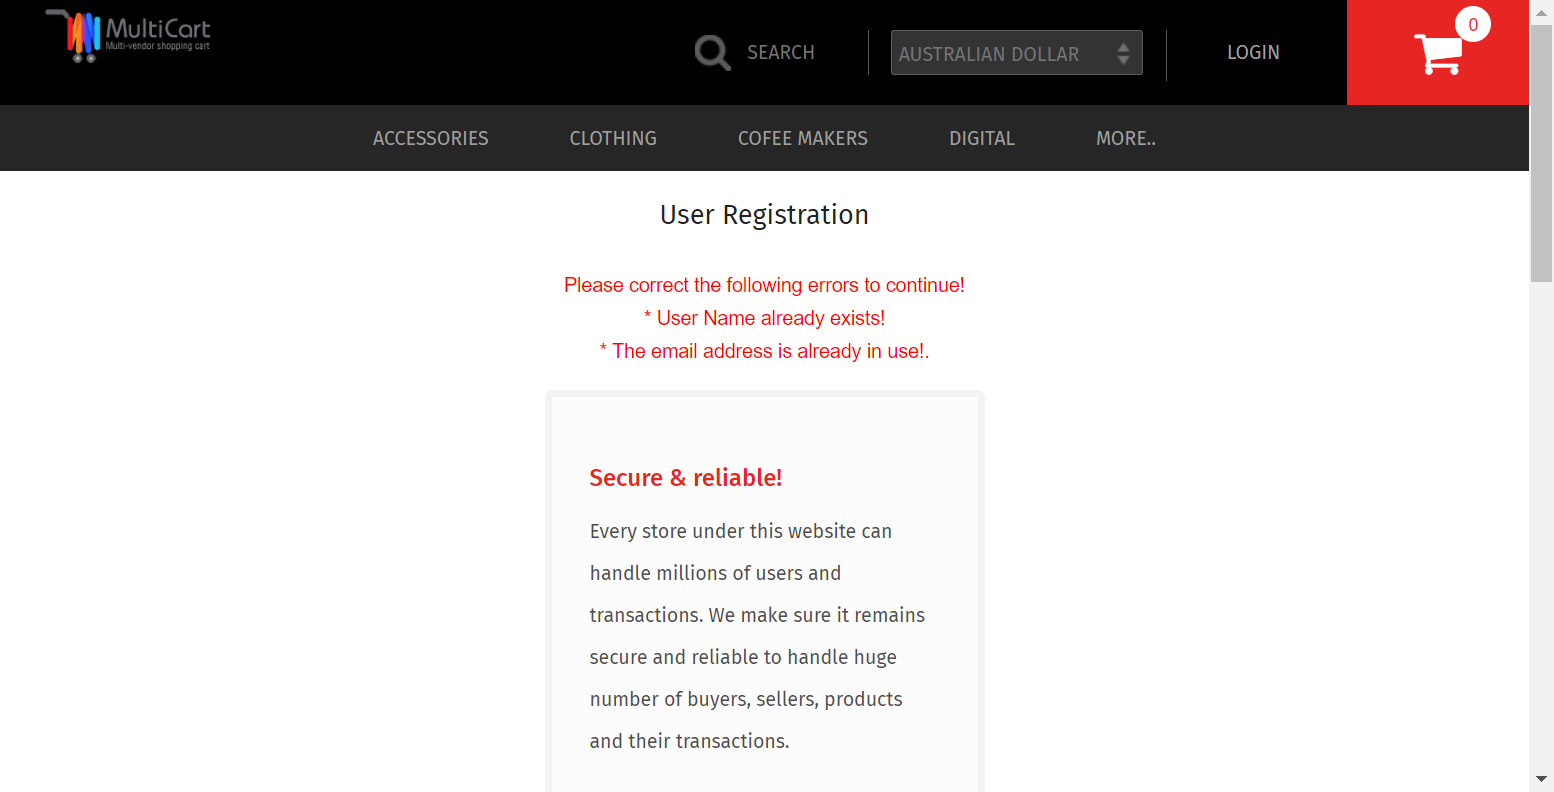 MultiCart
Multi-vendor shopping cart
SEARCH
AUSTRALIAN DOLLAR
LOGIN
0
ACCESSORIES
CLOTHING
COFEE MAKERS
DIGITAL
MORE..
User Registration
Please correct the following errors to continue!
* User Name already exists!
* The email address is already in use!.
Secure & reliable!
Every store under this website can
handle millions of users and
transactions. We make sure it remains
secure and reliable to handle huge
number of buyers, sellers, products
and their transactions.